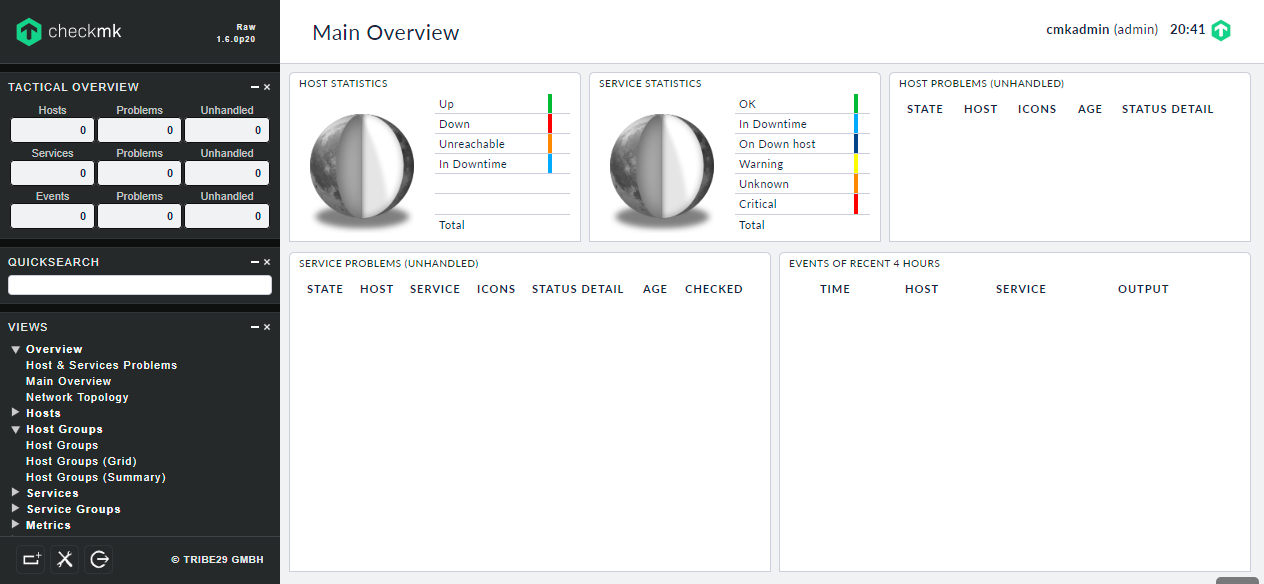 checkmk
Raw
1.6.0p20
Main Overview
cmkadmin (admin) 20:41
TACTICAL OVERVIEW
Hosts Problems Unhandled
0 0 0
Services Problems Unhandled
0 0 0
Events Problems Unhandled
0 0 0
QUICKSEARCH
VIEWS
Overview
Host & Services Problems
Main Overview
Network Topology
Hosts
Host Groups
Host Groups
Host Groups (Grid)
Host Groups (Summary)
Services
Service Groups
Metrics
© TRIBE29 GMBH
HOST STATISTICS
Up
Down
Unreachable
In Downtime
Total
SERVICE STATISTICS
OK
In Downtime
On Down host
Warning
Unknown
Critical
Total
HOST PROBLEMS (UNHANDLED)
STATE HOST ICONS AGE STATUS DETAIL
SERVICE PROBLEMS (UNHANDLED)
STATE HOST SERVICE ICONS STATUS DETAIL AGE CHECKED
EVENTS OF RECENT 4 HOURS
TIME HOST SERVICE OUTPUT